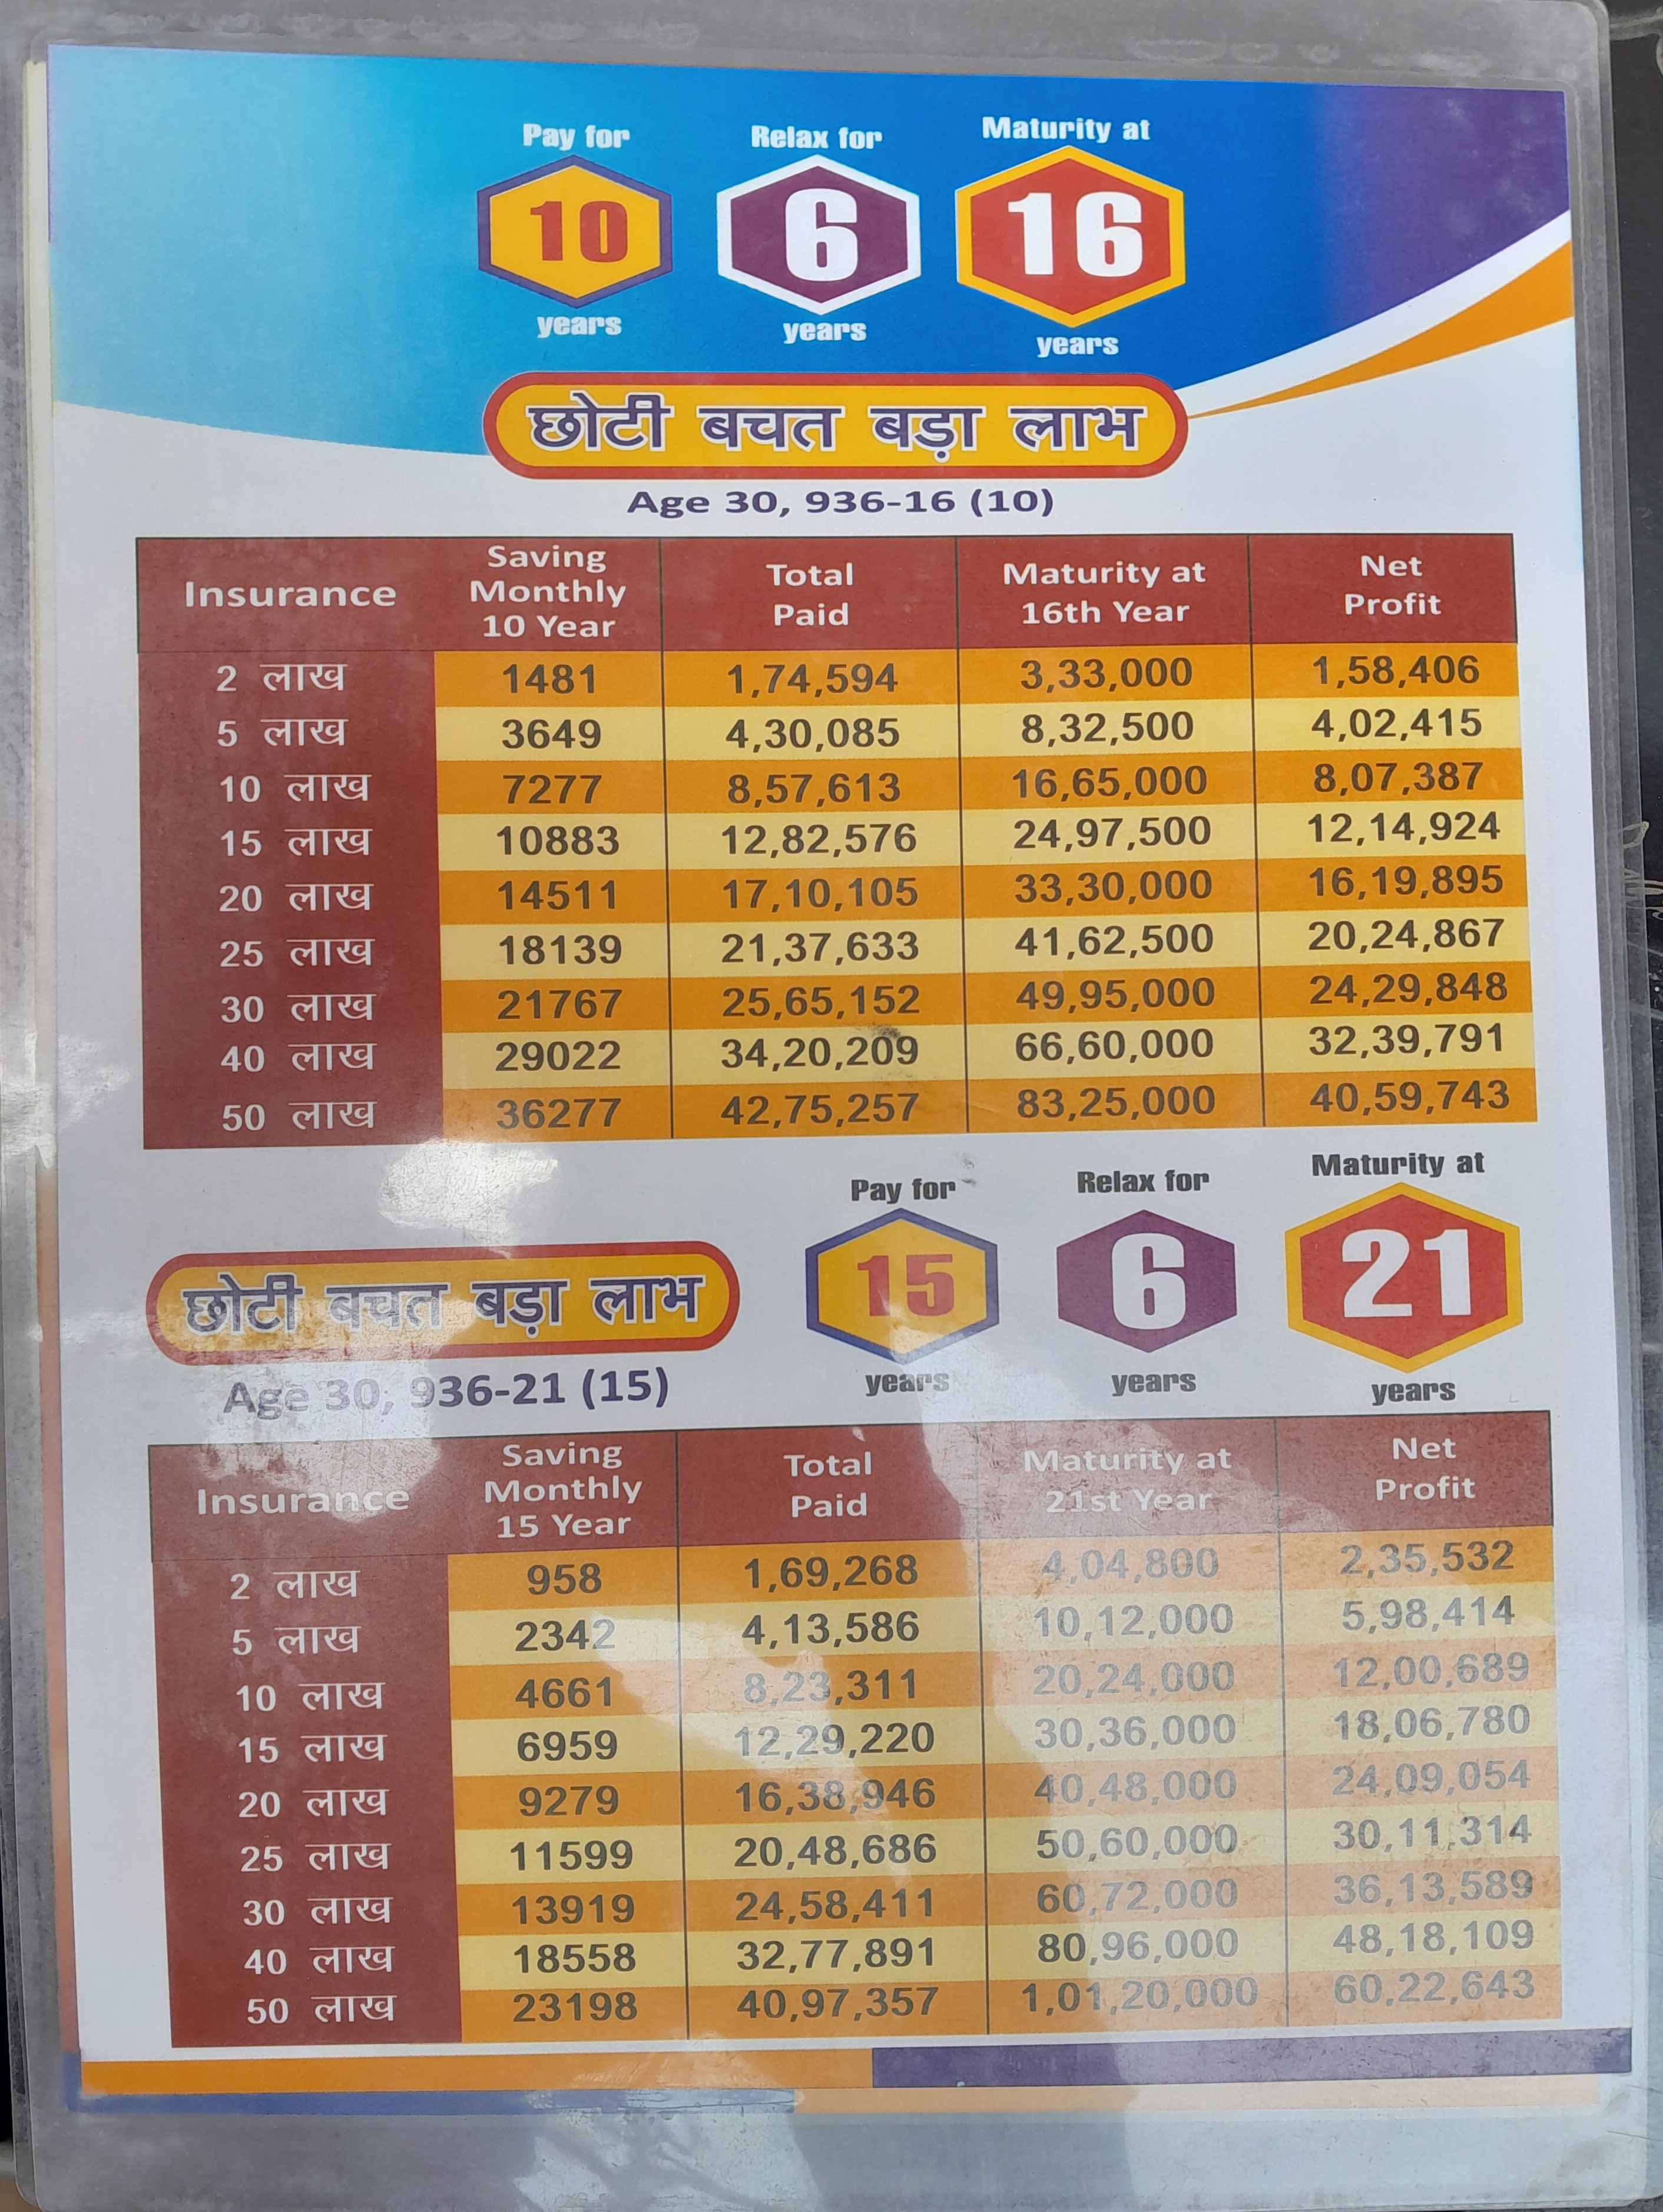 Pay for Relax for Maturity at
10 6 16
years years years
छोटी बचत बड़ा लाभ
Age 30, 936-16 (10)
Insurance Saving Monthly 10 Year Total Paid Maturity at 16th Year Net Profit
2 लाख 1481 1,74,594 3,33,000 1,58,406
5 लाख 3649 4,30,085 8,32,500 4,02,415
10 लाख 7277 8,57,613 16,65,000 8,07,387
15 लाख 10883 12,82,576 24,97,500 12,14,924
20 लाख 14511 17,10,105 33,30,000 16,19,895
25 लाख 18139 21,37,633 41,62,500 20,24,867
30 लाख 21767 25,65,152 49,95,000 24,29,848
40 लाख 29022 34,20,209 66,60,000 32,39,791
50 लाख 36277 42,75,257 83,25,000 40,59,743
Pay for Relax for Maturity at
15 6 21
years years years
छोटी बचत बड़ा लाभ
Age 30, 936-21 (15)
Insurance Saving Monthly 15 Year Total Paid Maturity at 21st Year Net Profit
2 लाख 958 1,69,268 4,04,800 2,35,532
5 लाख 2342 4,13,586 10,12,000 5,98,414
10 लाख 4661 8,23,311 20,24,000 12,00,689
15 लाख 6959 12,29,220 30,36,000 18,06,780
20 लाख 9279 16,38,946 40,48,000 24,09,054
25 लाख 11599 20,48,686 50,60,000 30,11,314
30 लाख 13919 24,58,411 60,72,000 36,13,589
40 लाख 18558 32,77,891 80,96,000 48,18,109
50 लाख 23198 40,97,357 1,01,20,000 60,22,643